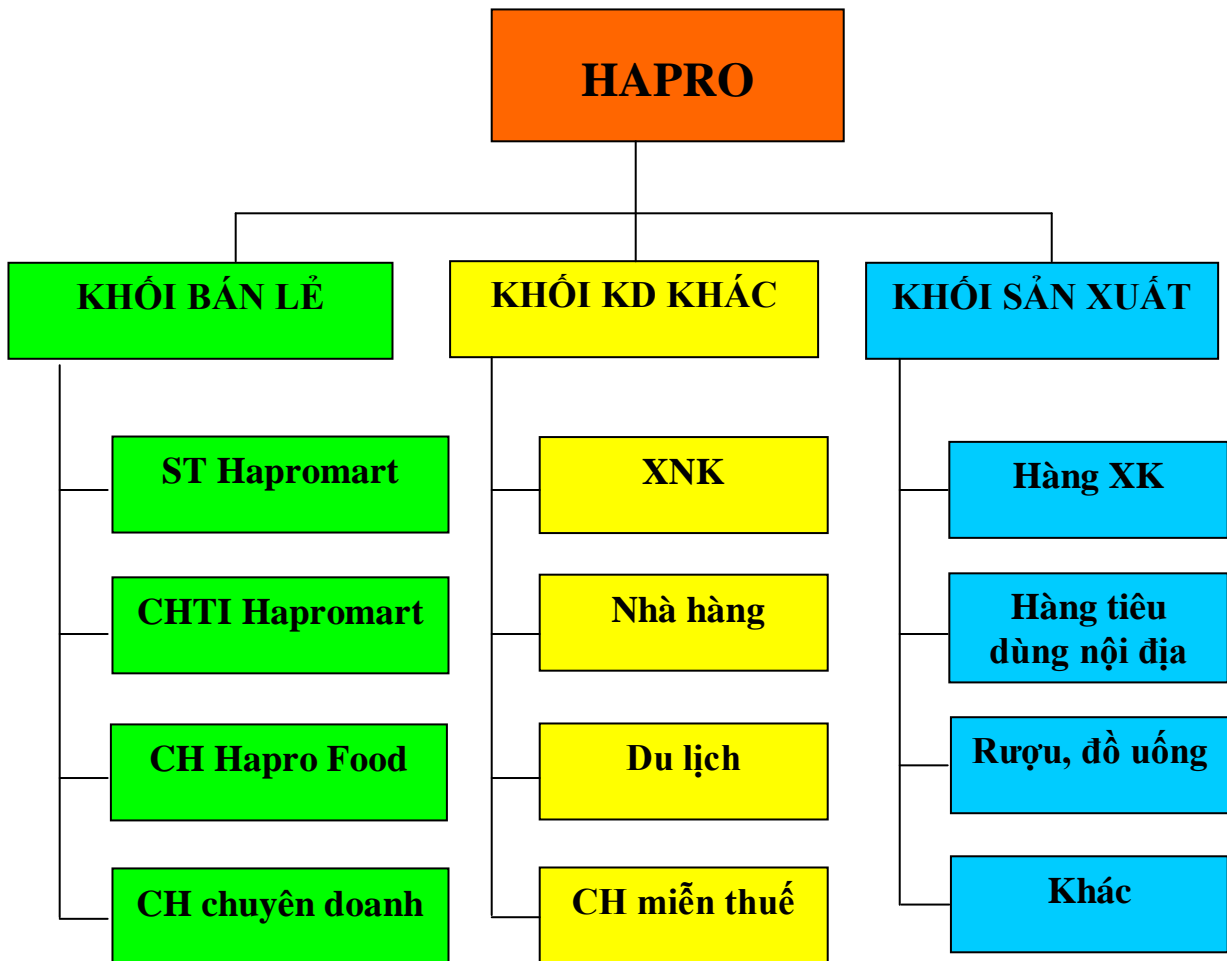 HAPRO
KHỐI BÁN LẺ
KHỐI KD KHÁC
KHỐI SẢN XUẤT
ST Hapromart
XNK
Hàng XK
CHTI Hapromart
Nhà hàng
Hàng tiêu
dùng nội địa
CH Hapro Food
Du lịch
Rượu, đồ uống
CH chuyên doanh
CH miễn thuế
Khác